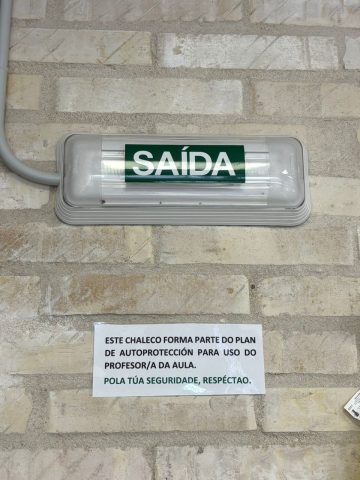 SAÍDA
ESTE CHALECO FORMA PARTE DO PLAN
DE AUTOPROTECCIÓN PARA USO DO
PROFESOR/A DA AULA.
POLA TÚA SEGURIDADE, RESPÉCTAO.